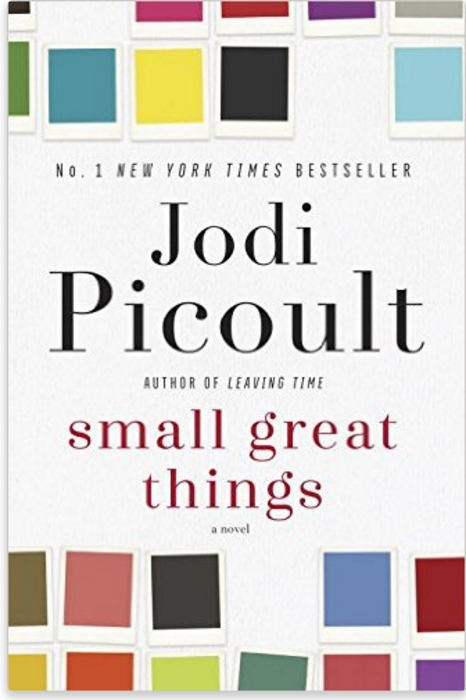 No. 1 NEW YORK TIMES BESTSELLER
Jodi
Picoult
AUTHOR OF LEAVING TIME
small great
things
a novel